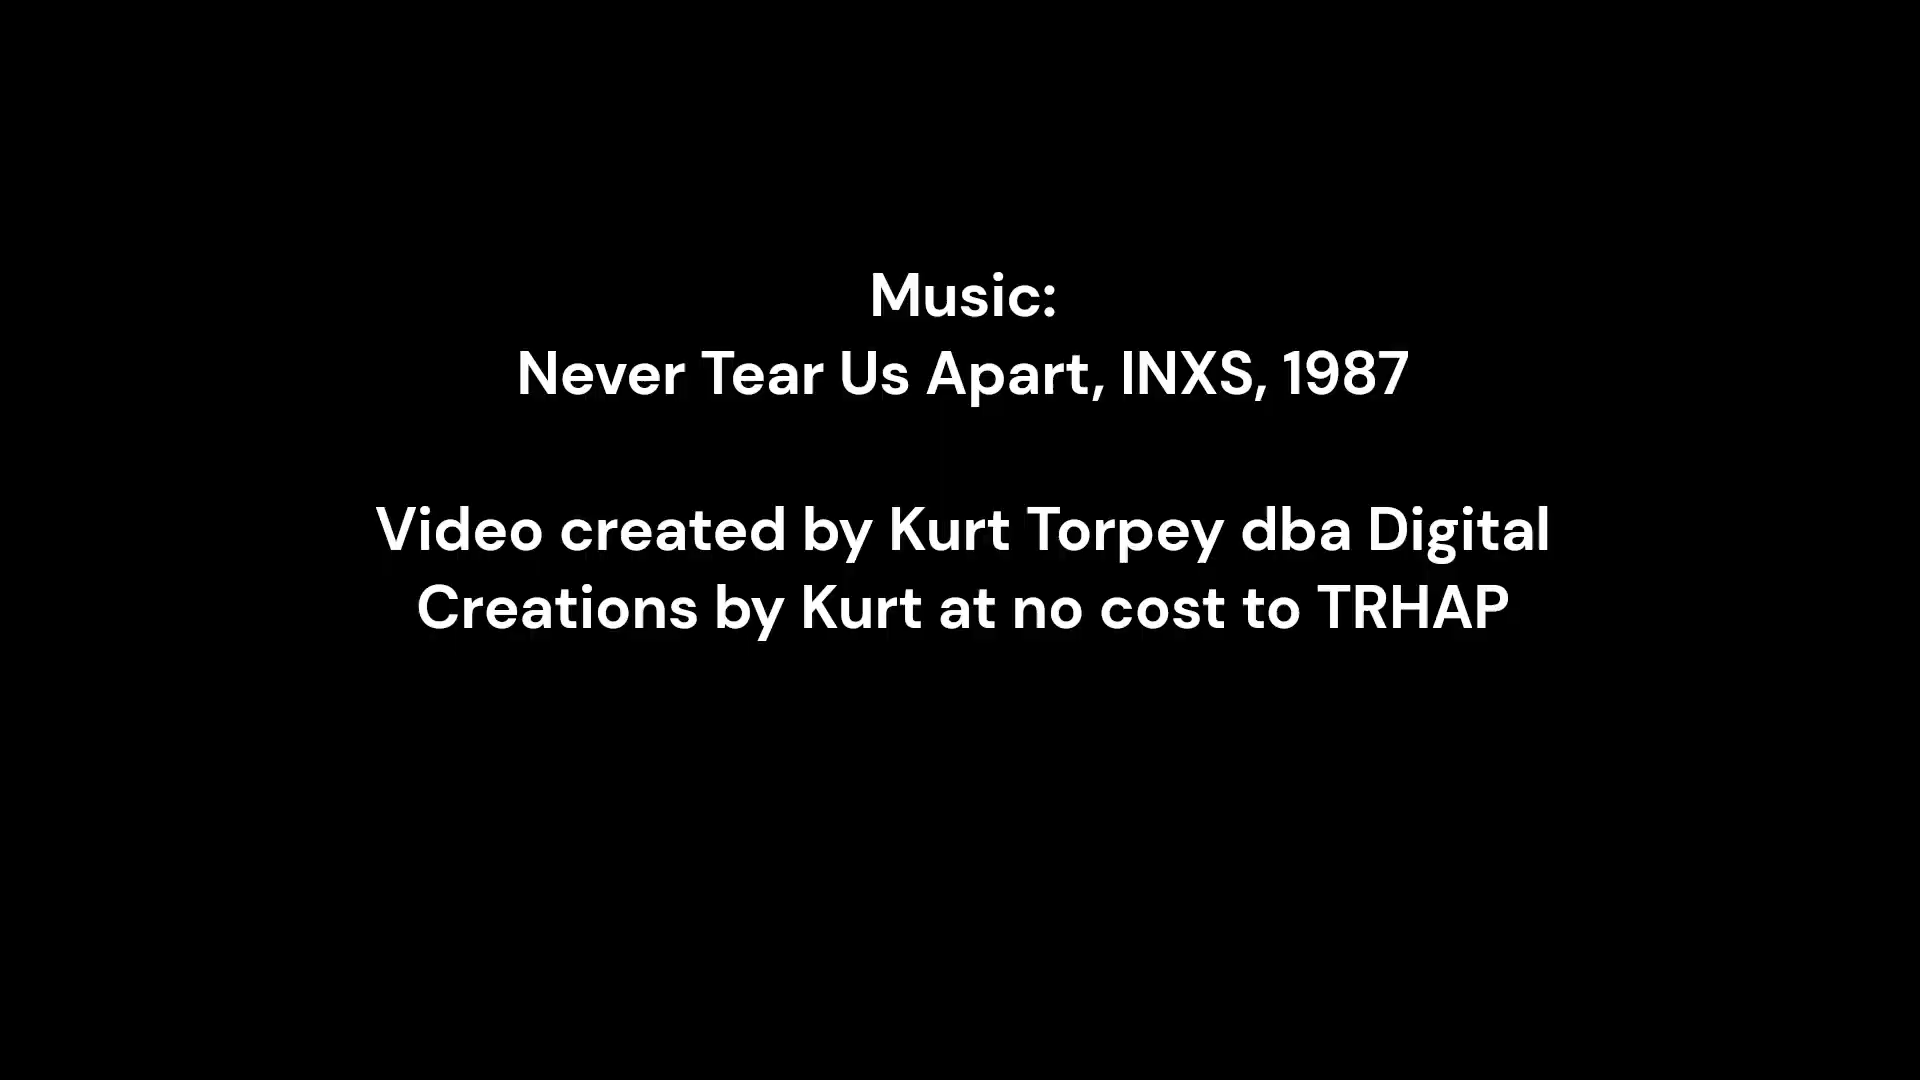 Music:
Never Tear Us Apart, INXS, 1987
Video created by Kurt Torpey dba Digital
Creations by Kurt at no cost to TRHAP